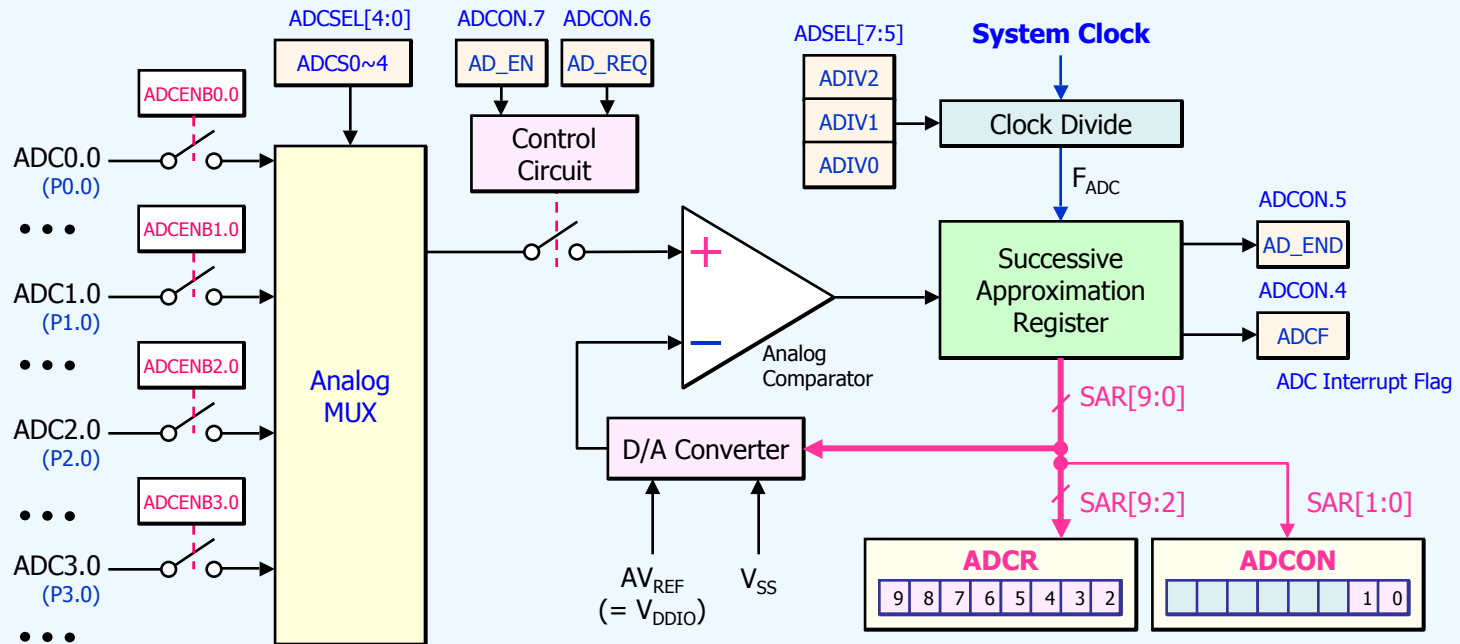 ADCSEL[4:0]
ADCS0~4
ADCON.7
AD_EN
ADCON.6
AD_REQ
Control
Circuit
ADSEL[7:5]
ADIV2
ADIV1
ADIV0
System Clock
Clock Divide
FADC
ADCENB0.0
ADC0.0
(P0.0)
•••
ADCENB1.0
ADC1.0
(P1.0)
•••
ADCENB2.0
ADC2.0
(P2.0)
•••
ADCENB3.0
ADC3.0
(P3.0)
•••
Analog
MUX
+
−
Analog
Comparator
Successive
Approximation
Register
ADCON.5
AD_END
ADCON.4
ADCF
ADC Interrupt Flag
SAR[9:0]
D/A Converter
AVREF
(= VDDIO)
VSS
SAR[9:2]
SAR[1:0]
ADCR
9 8 7 6 5 4 3 2
ADCON
1 0